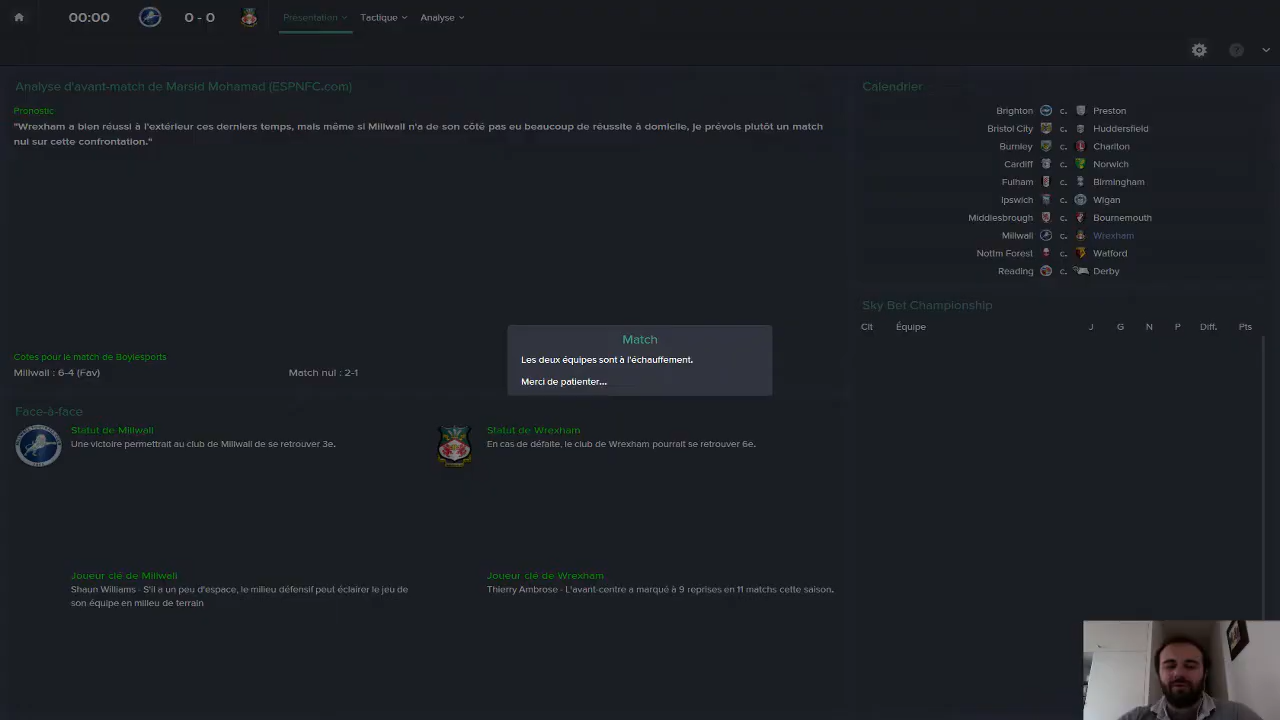 00:00 0 - 0 Présentation Tactique Analyse
Analyse d'avant-match de Marsid Mohamad (ESPNFC.com)
Pronostic
"Wrexham a bien réussi à l'extérieur ces derniers temps, mais même si Millwall n'a de son côté pas eu beaucoup de réussite à domicile, je prévois plutôt un match
nul sur cette confrontation."
Cotes pour le match de Boylesports
Millwall : 6-4 (Fav) Match nul : 2-1
Face-à-face
Statut de Millwall
Une victoire permettrait au club de Millwall de se retrouver 3e.
Statut de Wrexham
En cas de défaite, le club de Wrexham pourrait se retrouver 6e.
Joueur clé de Millwall
Shaun Williams - S'il a un peu d'espace, le milieu défensif peut éclairer le jeu de
son équipe en milieu de terrain
Joueur clé de Wrexham
Thierry Ambrose - L'avant-centre a marqué à 9 reprises en 11 matchs cette saison.
Match
Les deux équipes sont à l'échauffement.
Merci de patienter...
Calendrier
Brighton c. Preston
Bristol City c. Huddersfield
Burnley c. Charlton
Cardiff c. Norwich
Fulham c. Birmingham
Ipswich c. Wigan
Middlesbrough c. Bournemouth
Millwall c. Wrexham
Nottm Forest c. Watford
Reading c. Derby
Sky Bet Championship
Clt Équipe J G N P Diff. Pts